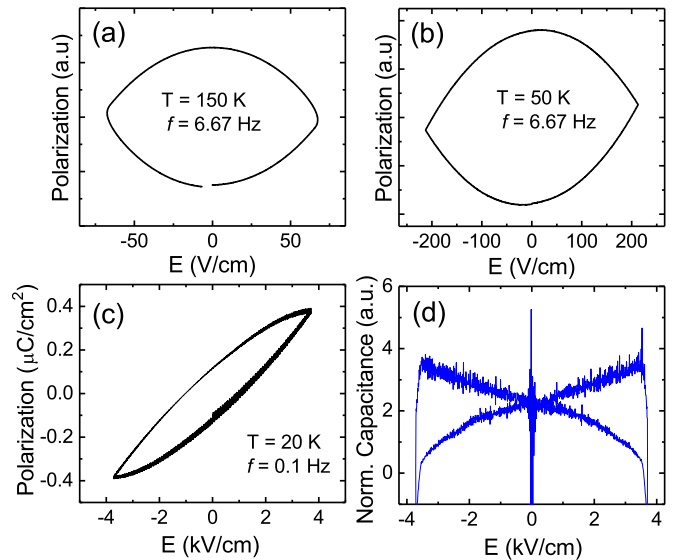 (a)
Polarization (a.u)
T = 150 K
f = 6.67 Hz
-50 0 50
E (V/cm)
(b)
Polarization (a.u)
T = 50 K
f = 6.67 Hz
-200 -100 0 100 200
E (V/cm)
(c)
Polarization (μC/cm²)
0.4
0.2
0.0
-0.2
-0.4
T = 20 K
f = 0.1 Hz
-4 -2 0 2 4
E (kV/cm)
(d)
Norm. Capacitance (a.u.)
6
4
2
0
-4 -2 0 2 4
E (kV/cm)